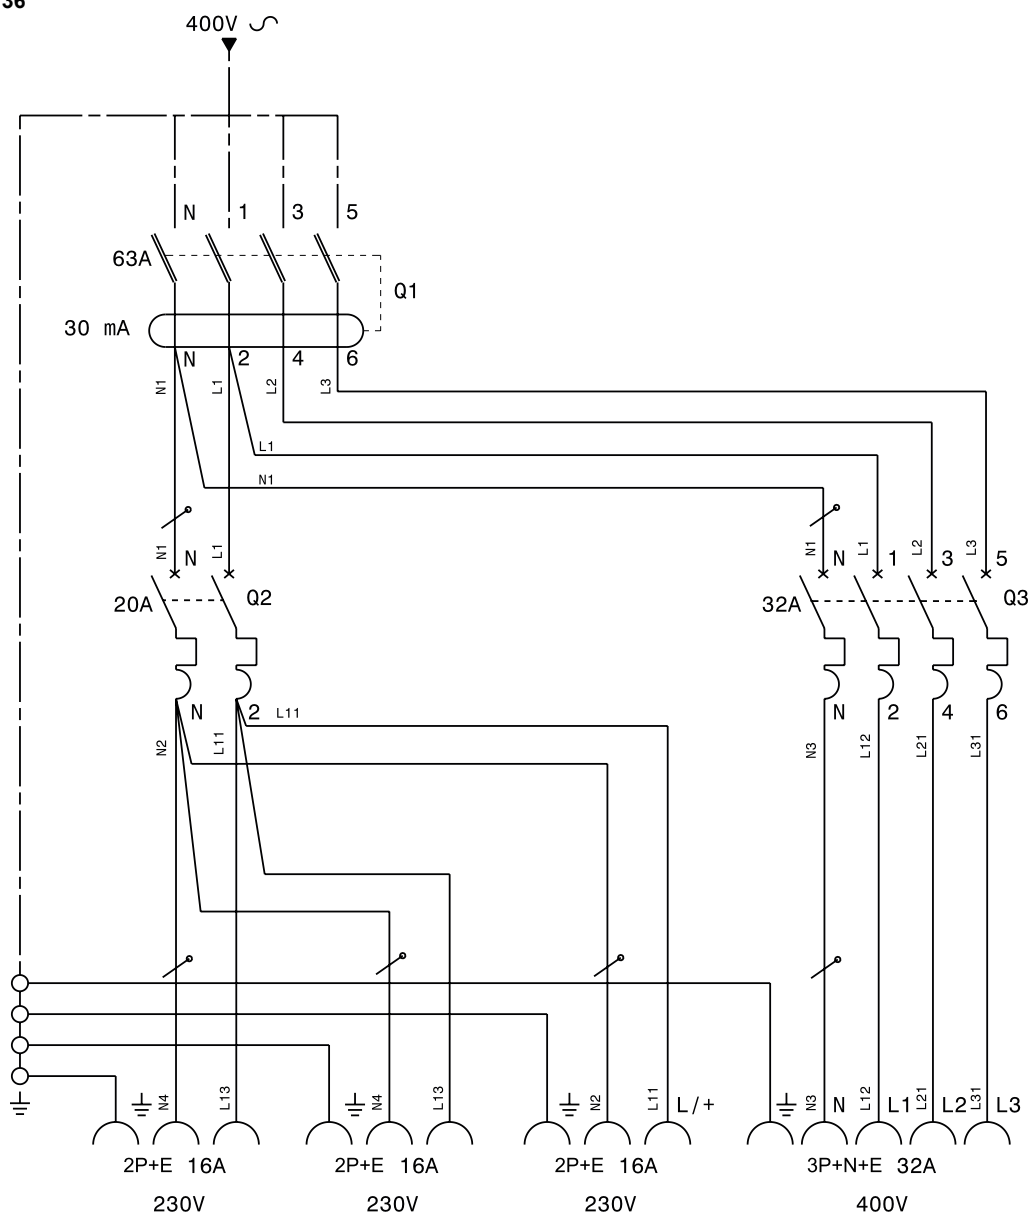 36
400V
N 1 3 5
63A
Q1
30 mA
N 2 4 6
N1 L1 L2 L3
L1
N1
N1 N L1
N1 N L1 1 L2 3 L3 5
20A Q2
32A Q3
N 2 L11
N 2 4 6
N2 L11
N3 L12 L21 L31
N4 L13 N4 L13 N2 L11 L/+ N3 N L12 L1 L21 L2 L31 L3
2P+E 16A 2P+E 16A 2P+E 16A 3P+N+E 32A
230V 230V 230V 400V